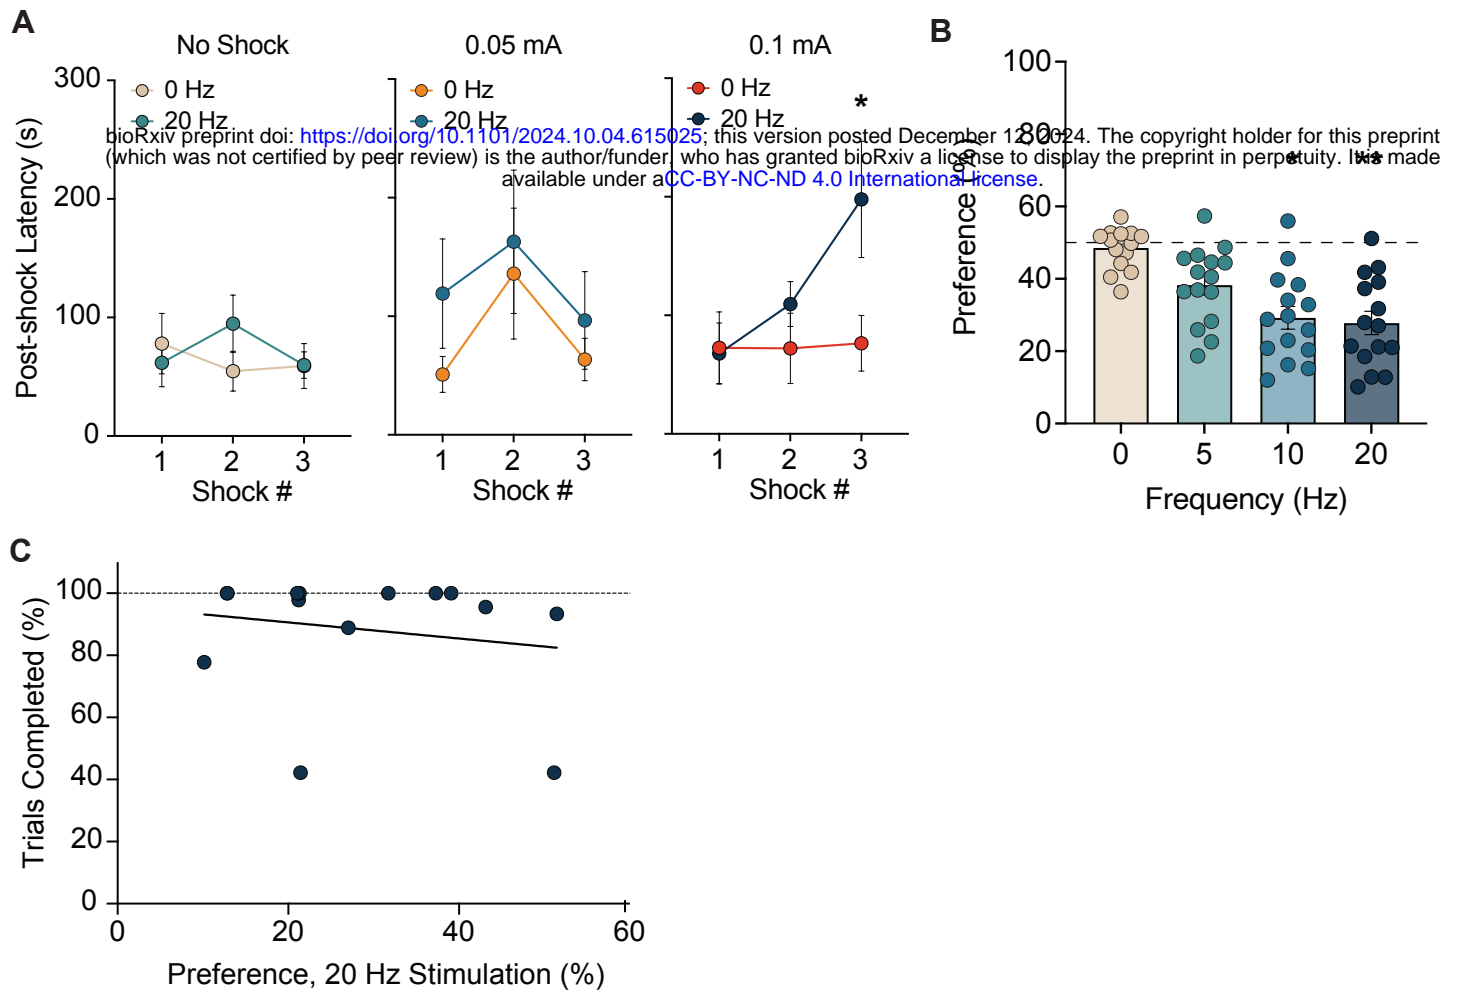 A
No Shock
0.05 mA
0.1 mA
B
300
200
100
0
Post-shock Latency (s)
0 Hz
20 Hz
0 Hz
20 Hz
0 Hz
20 Hz
*
bioRxiv preprint doi: https://doi.org/10.1101/2024.10.04.615025; this version posted December 12, 2024. The copyright holder for this preprint
(which was not certified by peer review) is the author/funder, who has granted bioRxiv a license to display the preprint in perpetuity. It is made
available under aCC-BY-NC-ND 4.0 International license.
1 2 3
Shock #
1 2 3
Shock #
1 2 3
Shock #
100
80
60
40
20
0
Preference (%)
*
**
0 5 10 20
Frequency (Hz)
C
100
80
60
40
20
0
Trials Completed (%)
0 20 40 60
Preference, 20 Hz Stimulation (%)